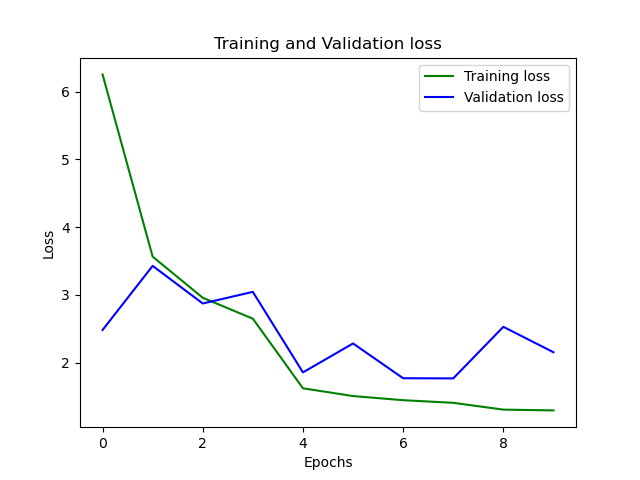 Training and Validation loss
Training loss
Validation loss
6
5
4
3
2
Loss
0 2 4 6 8
Epochs